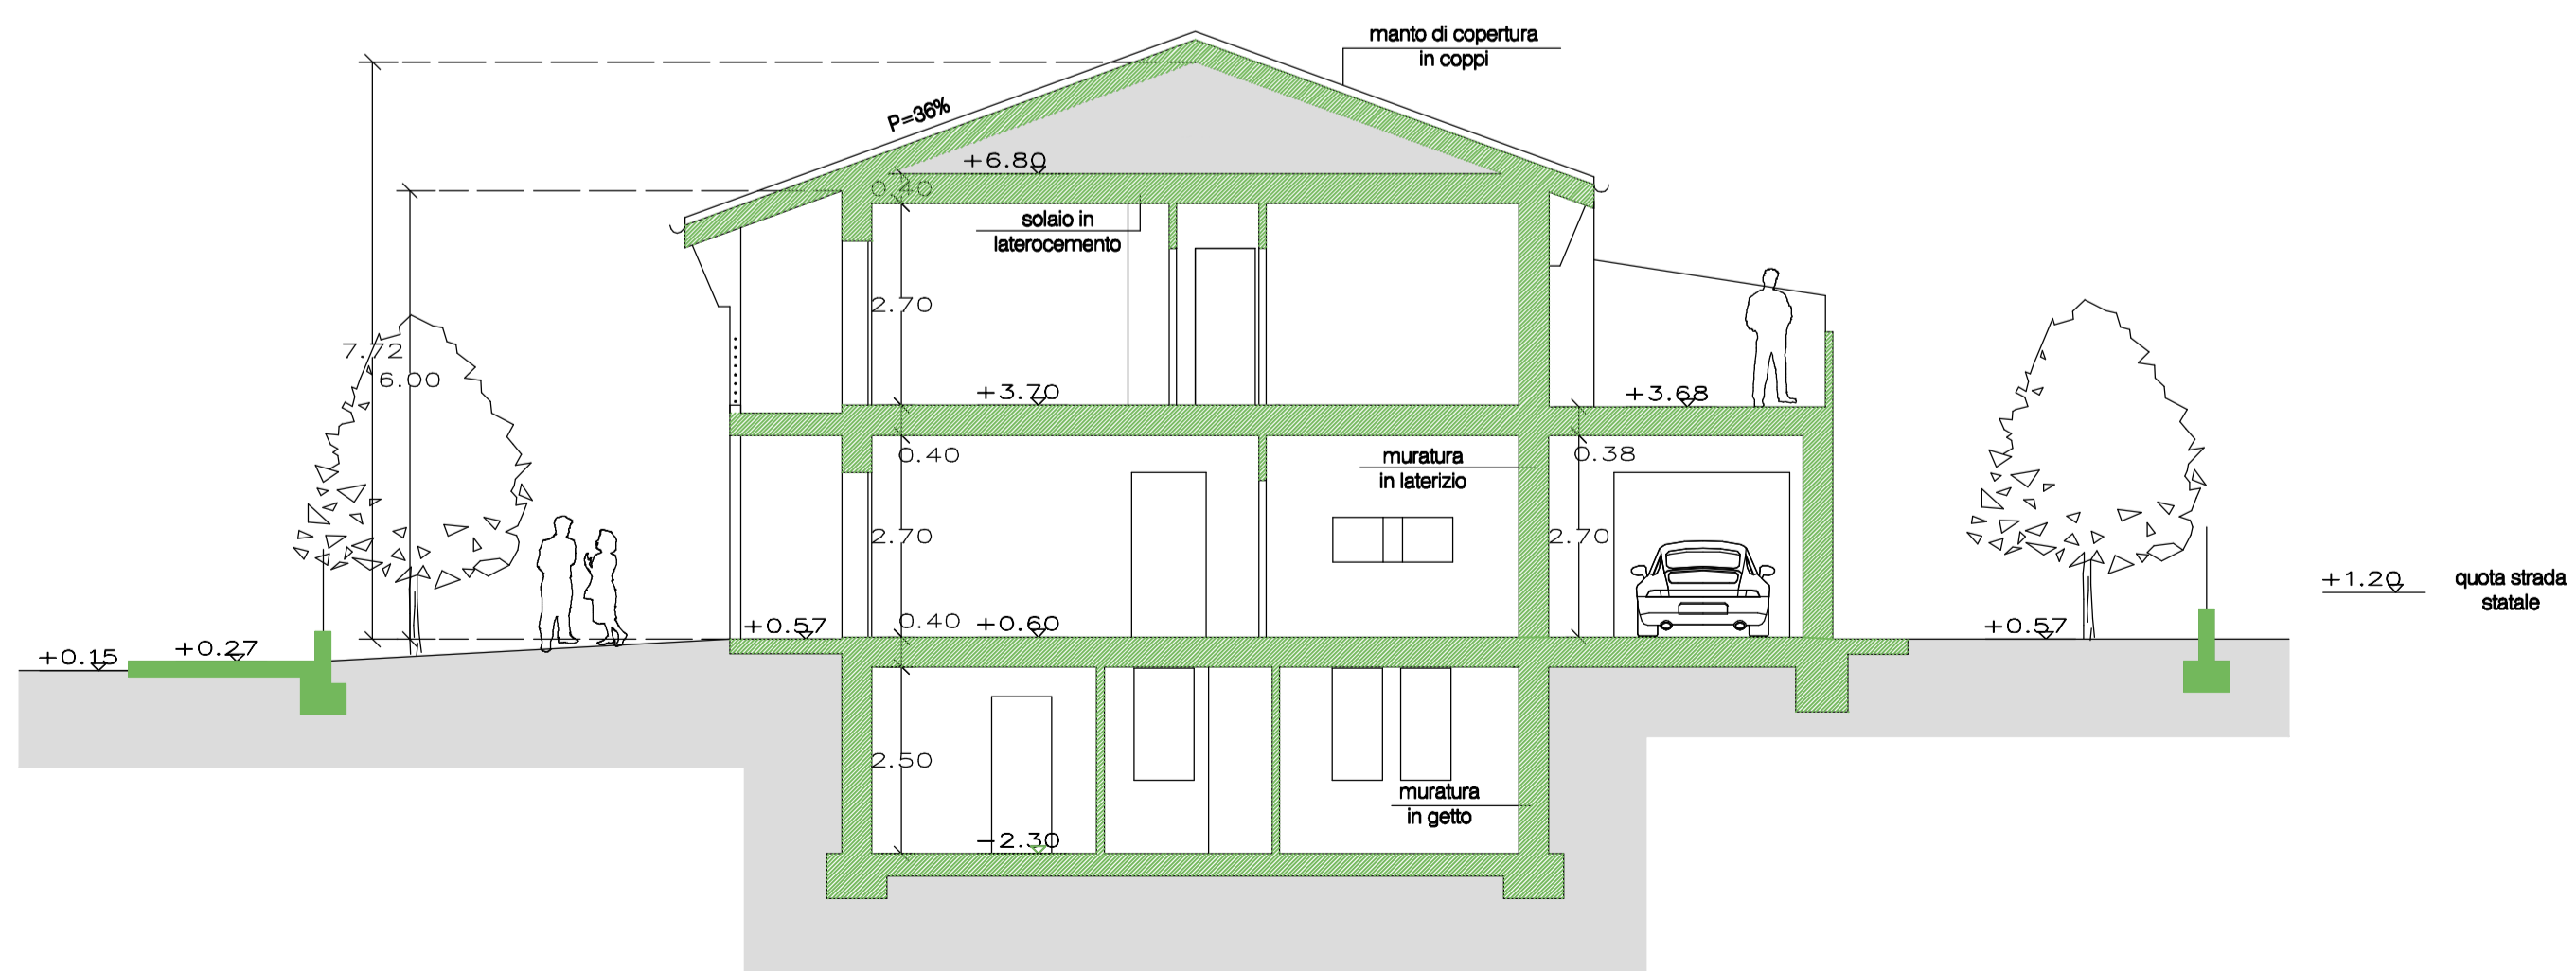 manto di copertura
in coppi
P=36%
+6.80
0.40
solaio in
laterocemento
2.70
7.72
6.00
+3.70
+3.68
0.40
muratura
in laterizio
0.38
2.70
2.70
+1.20
quota strada
statale
0.40
+0.60
+0.57
+0.57
+0.27
+0.15
2.50
muratura
in getto
-2.30